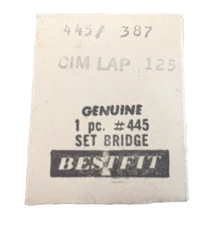 445/ 387
CIM LAP 125
GENUINE
1 pc. #445
SET BRIDGE
BESTFIT